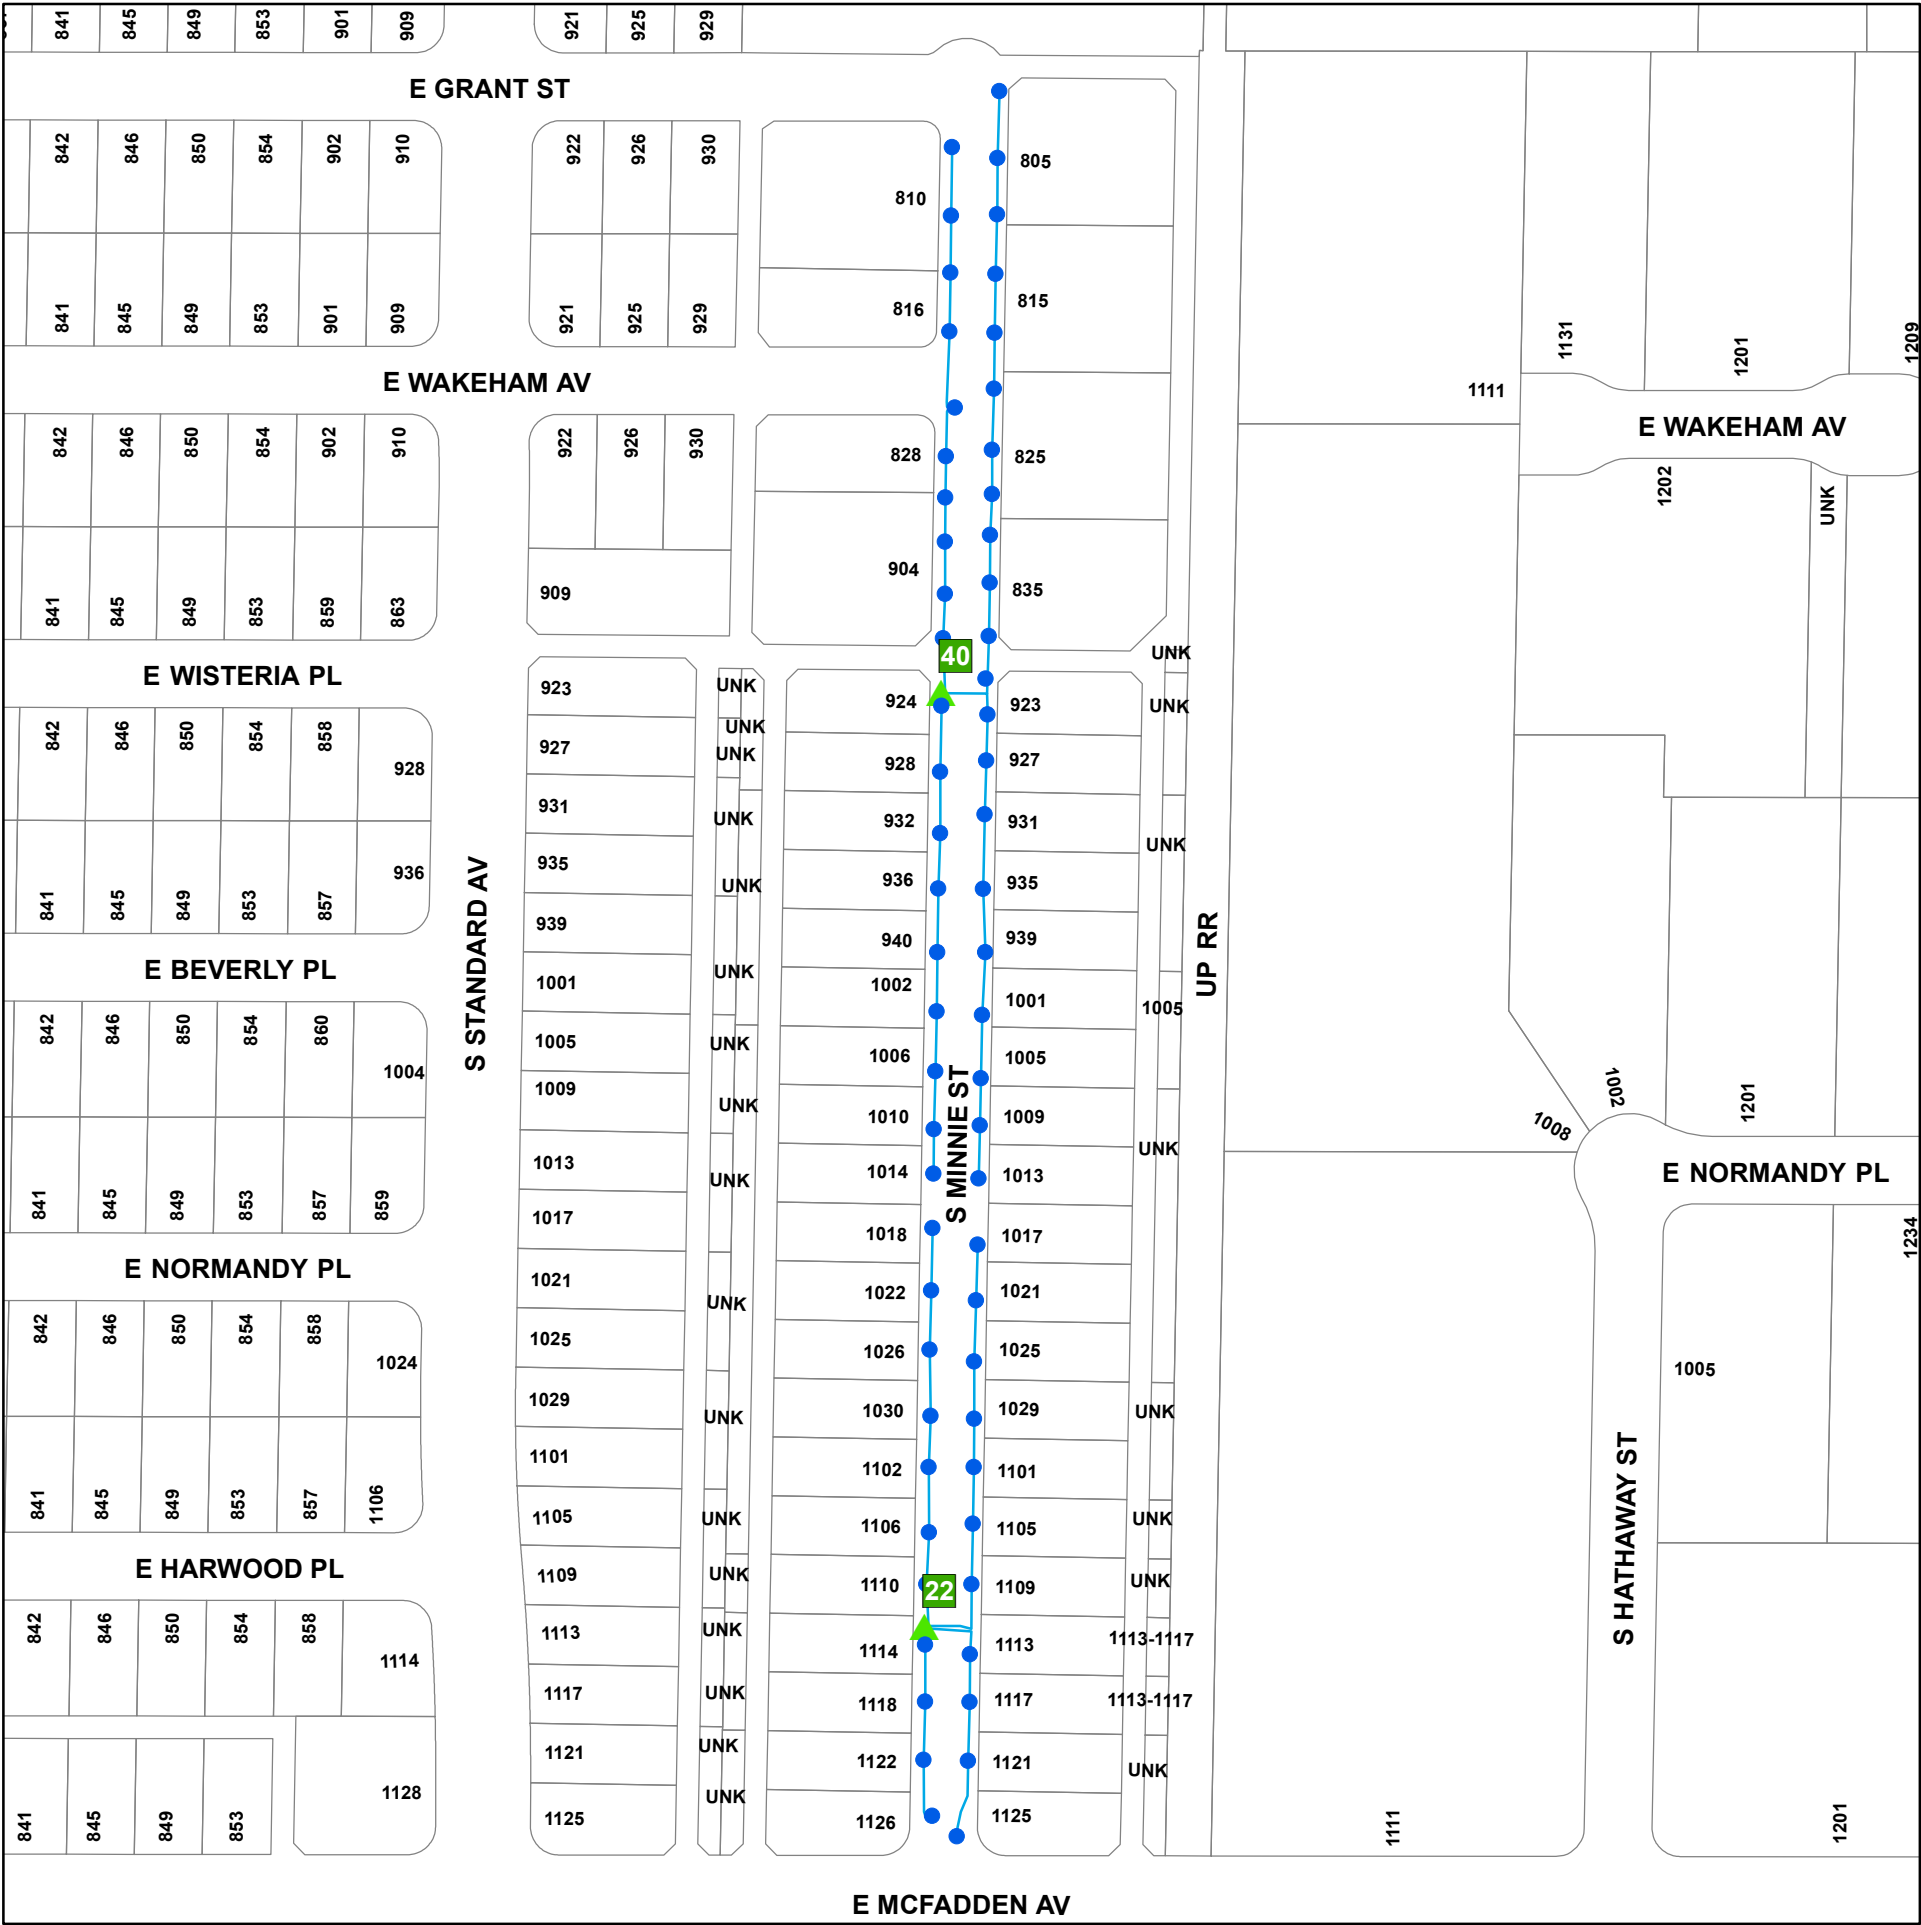 841 845 849 853 901 909 921 925 929
E GRANT ST
842 846 850 854 902 910 922 926 930
805
810
815
816
841 845 849 853 901 909 921 925 929
1131 1201 1209
E WAKEHAM AV
1111
E WAKEHAM AV
842 846 850 854 902 910 922 926 930
828 825
1202 UNK
904
909 835
841 845 849 853 859 863
40
UNK
E WISTERIA PL
923 UNK 924 923 UNK
842 846 850 854 858
UNK
927 UNK 928 927
928
931 UNK 932 931
UNK
935 UNK 936 935
936
841 845 849 853 857
939 940 939
S STANDARD AV
UP RR
E BEVERLY PL
1001 UNK 1002 1001 1005
842 846 850 854 860
1005 UNK 1006 1005
1004
1009 UNK 1010 1009
S MINNIE ST
1002
1008
1201
1013 UNK 1014 1013 UNK
E NORMANDY PL
841 845 849 853 857 859
1017 1018 1017
1234
E NORMANDY PL
1021 UNK 1022 1021
842 846 850 854 858
1025 1026 1025
1024
1005
1029 UNK 1030 1029 UNK
1101 1102 1101
841 845 849 853 857 1106
1105 UNK 1106 1105 UNK
S HATHAWAY ST
E HARWOOD PL
1109 UNK 1110 22 1109 UNK
842 846 850 854 858
1113 UNK 1114 1113 1113-1117
1114
1117 UNK 1118 1117 1113-1117
1121 UNK 1122 1121 UNK
1128
UNK
1125 1126 1125
841 845 849 853
1111 1201
E MCFADDEN AV